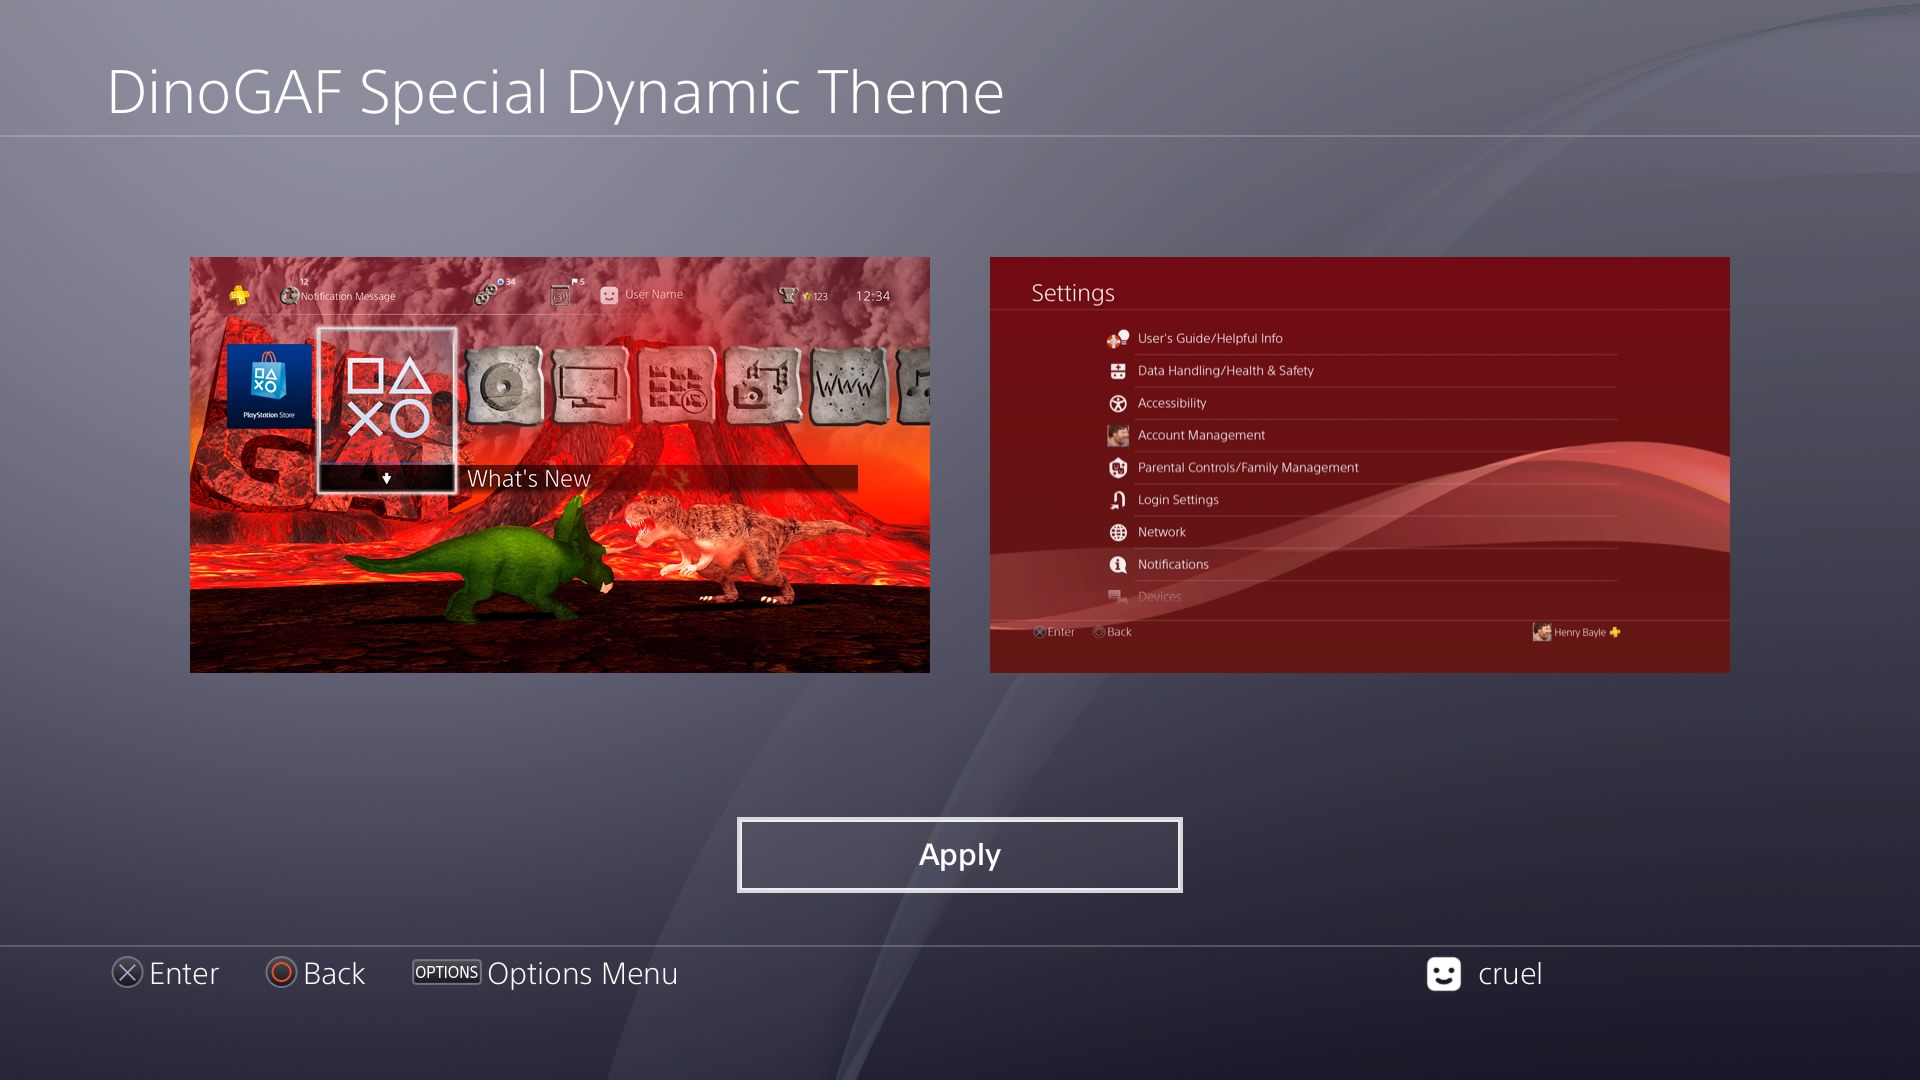 DinoGAF Special Dynamic Theme
12
Notification Message
34
5
User Name
123
12:34
PlayStation Store
WWW
What's New
Settings
User's Guide/Helpful Info
Data Handling/Health & Safety
Accessibility
Account Management
Parental Controls/Family Management
Login Settings
Network
Notifications
Devices
Enter Back
Henry Bayle
Apply
Enter Back OPTIONS Options Menu
cruel